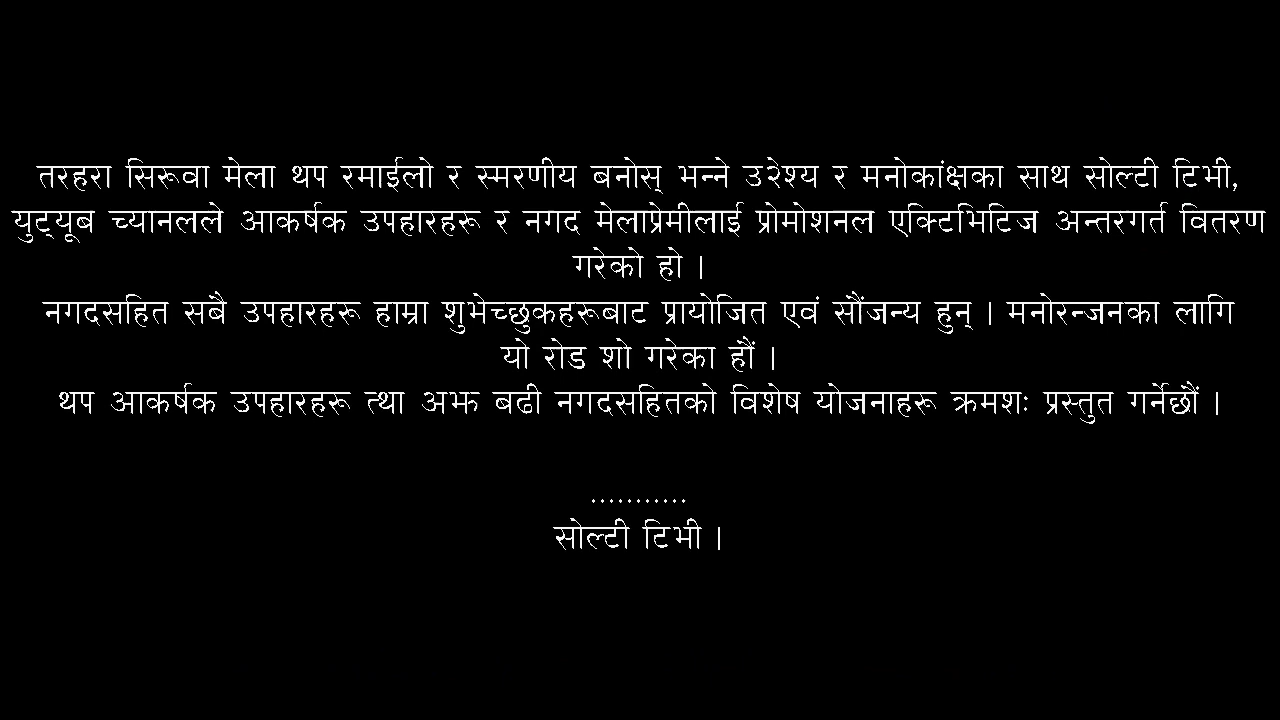 तरहरा सिरूवा मेला थप रमाईलो र स्मरणीय बनोस् भन्ने उ२ेश्य र मनोकांक्षका साथ सोल्टी टिभी,
युट्यूब च्यानलले आकर्षक उपहारहरू र नगद मेलाप्रेमीलाई प्रोमोशनल एक्टिभिटिज अन्तरगर्त वितरण
गरेको हो ।
नगदसहित सबै उपहारहरू हाम्रा शुभेच्छुकहरूबाट प्रायोजित एवं सौंजन्य हुन् । मनोरन्जनका लागि
यो रोड शो गरेका हौं ।
थप आकर्षक उपहारहरू त्था अझ बढी नगदसहितको विशेष योजनाहरू क्रमशः प्रस्तुत गर्नेछौं ।
...........
सोल्टी टिभी ।